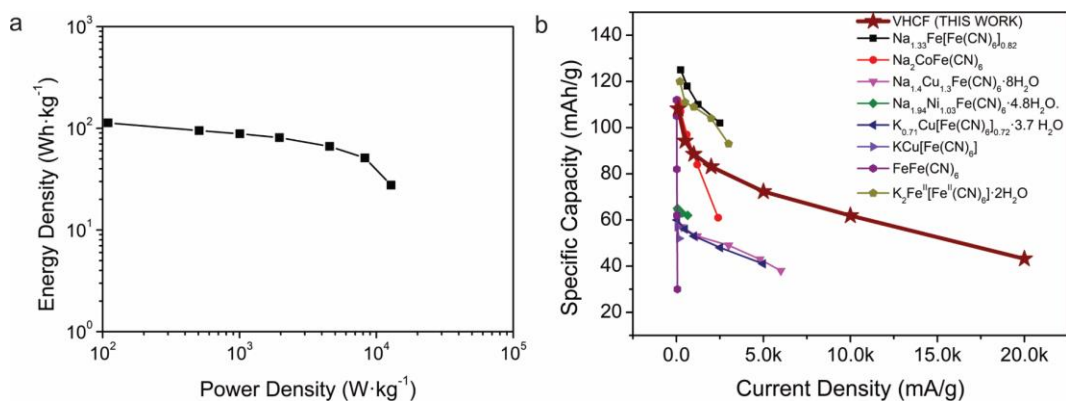 a
10³
10²
10¹
10⁰
Energy Density (Wh·kg⁻¹)
10² 10³ 10⁴ 10⁵
Power Density (W·kg⁻¹)
b
140
120
100
80
60
40
20
Specific Capacity (mAh/g)
VHCF (THIS WORK)
Na₁.₃₃Fe[Fe(CN)₆]₀.₈₂
Na₂CoFe(CN)₆
Na₁.₄Cu₁.₃Fe(CN)₆·8H₂O
Na₁.₉₄Ni₁.₀₃Fe(CN)₆·4.8H₂O.
K₀.₇₁Cu[Fe(CN)₆]₀.₇₂·3.7 H₂O
KCu[Fe(CN)₆]
FeFe(CN)₆
K₂Feᴵᴵ[Feᴵᴵ(CN)₆]·2H₂O
0.0 5.0k 10.0k 15.0k 20.0k
Current Density (mA/g)